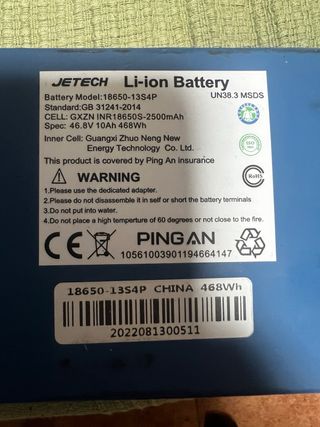 JETECH Li-ion Battery
Battery Model:18650-13S4P UN38.3 MSDS
Standard:GB 31241-2014
CELL: GXZN INR18650S-2500mAh
Spec: 46.8V 10Ah 468Wh
Inner Cell: Guangxi Zhuo Neng New
Energy Technology Co. Ltd.
This product is covered by Ping An insurance
WARNING
1.Please use the dedicated adapter.
2.Please do not disassemble it in self or short the battery terminals
3.Do not put into water.
4.Do not place a high temperture of 60 degrees or not close to fire.
RoHS
CE PINGAN
10561003901194664147
18650-13S4P CHINA 468Wh
2022081300511